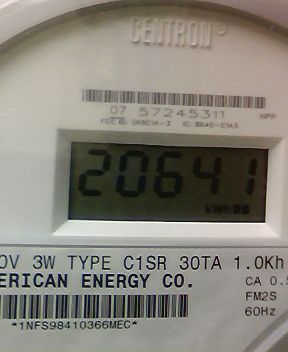 CENTRON®
07 57245311
HPP
20641
kWh
0V 3W TYPE C1SR 30TA 1.0Kh
ERICAN ENERGY CO.
CA 0.5
FM2S
60Hz
*1NFS98410366MEC*